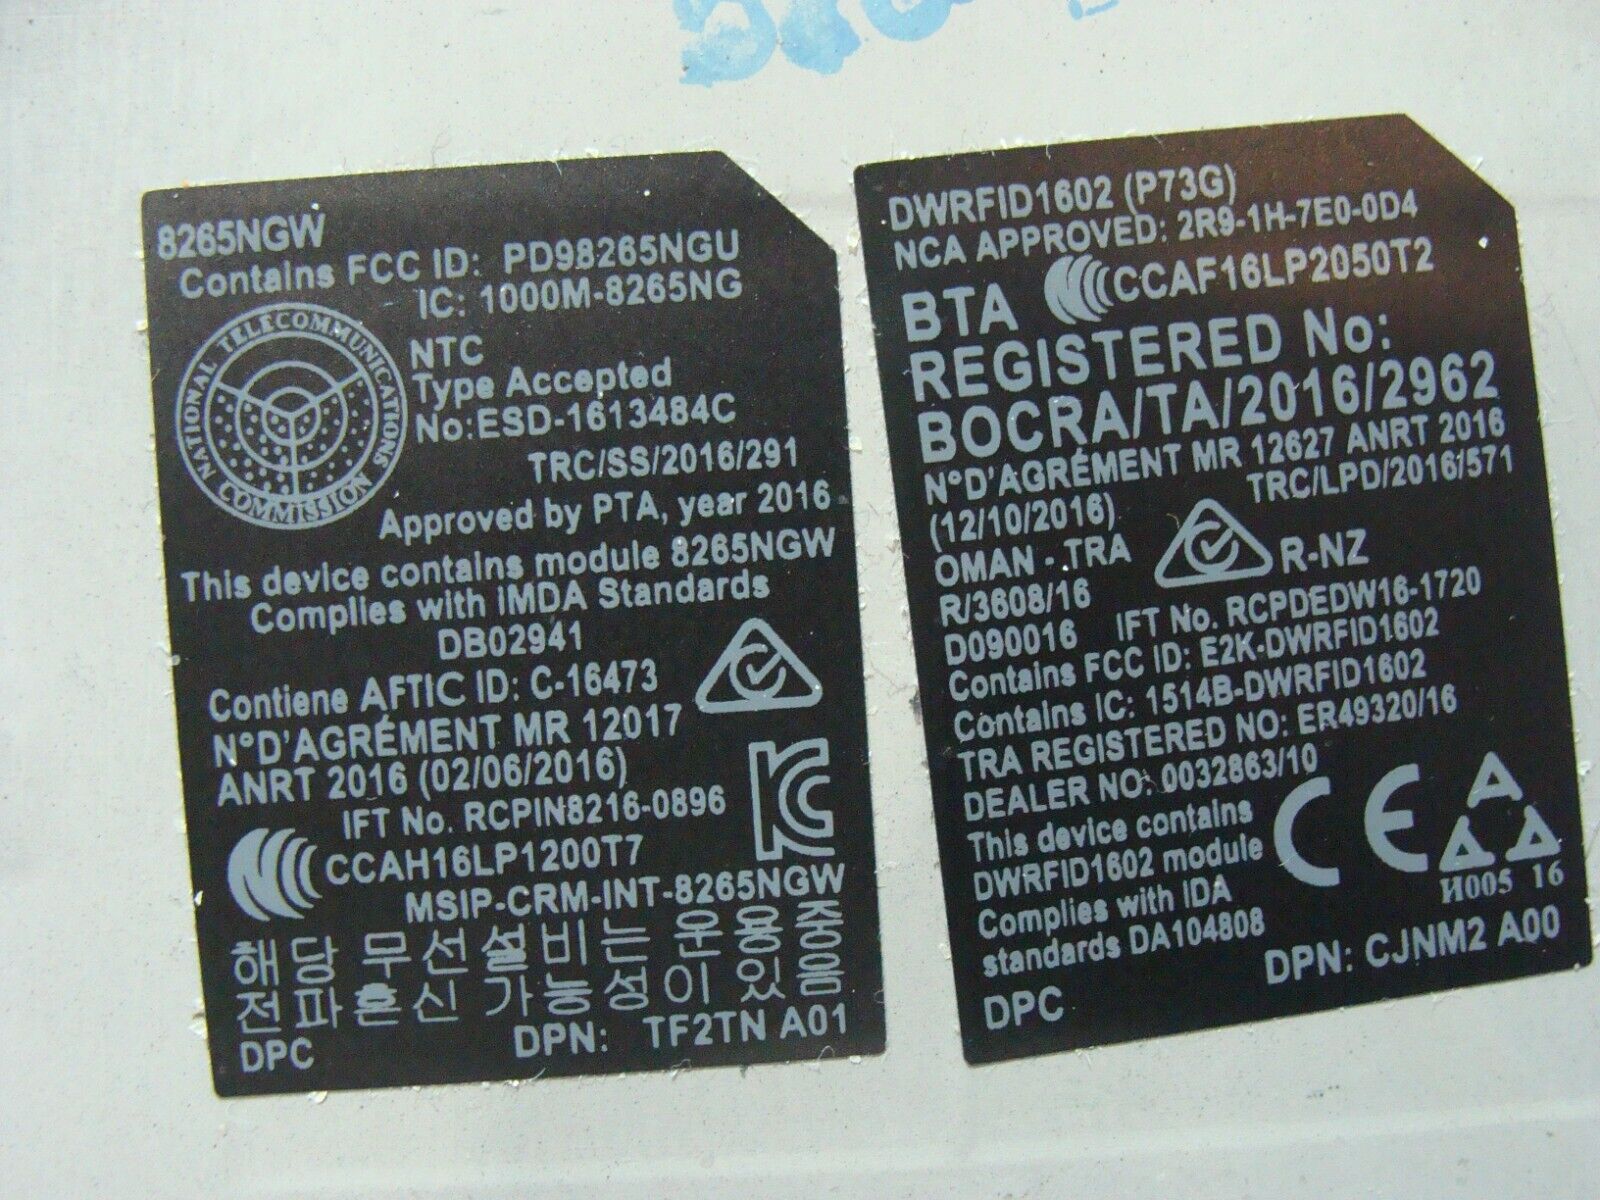 8265NGW
Contains FCC ID: PD98265NGU
IC: 1000M-8265NG
NATIONAL TELECOMMUNICATIONS COMMISSION
NTC
Type Accepted
No:ESD-1613484C
TRC/SS/2016/291
Approved by PTA, year 2016
This device contains module 8265NGW
Complies with IMDA Standards
DB02941
Contiene AFTIC ID: C-16473
N°D'AGRÉMENT MR 12017
ANRT 2016 (02/06/2016)
IFT No. RCPIN8216-0896
CCAH16LP1200T7
MSIP-CRM-INT-8265NGW
해당 무선설비는 운용중
전파혼신 가능성이 있음
DPC DPN: TF2TN A01
DWRFID1602 (P73G)
NCA APPROVED: 2R9-1H-7E0-0D4
BTA CCAF16LP2050T2
REGISTERED No:
BOCRA/TA/2016/2962
N°D'AGRÉMENT MR 12627 ANRT 2016
(12/10/2016) TRC/LPD/2016/571
OMAN - TRA R-NZ
R/3608/16
D090016 IFT No. RCPDEDW16-1720
Contains FCC ID: E2K-DWRFID1602
Contains IC: 1514B-DWRFID1602
TRA REGISTERED NO: ER49320/16
DEALER NO: 0032863/10
This device contains
DWRFID1602 module
Complies with IDA
standards DA104808
CE
И005 16
DPN: CJNM2 A00
DPC